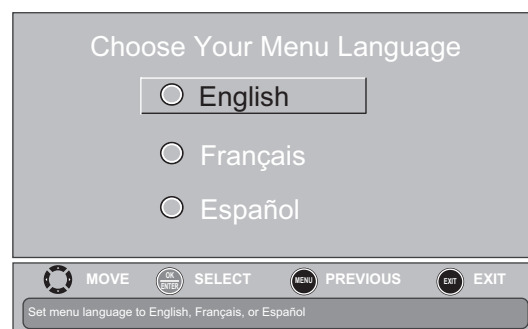 Choose Your Menu Language
English
Français
Español
MOVE OK ENTER SELECT MENU PREVIOUS EXIT EXIT
Set menu language to English, Français, or Español